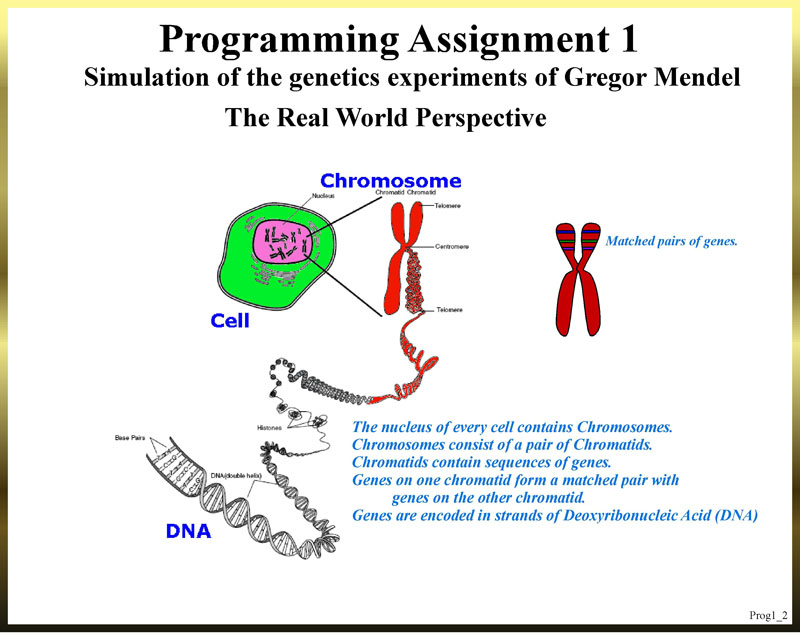 Programming Assignment 1
Simulation of the genetics experiments of Gregor Mendel
The Real World Perspective
Chromosome
Nucleus
Chromatid Chromatid
Telomere
Centromere
Matched pairs of genes.
Telomere
Cell
Histones
The nucleus of every cell contains Chromosomes.
Chromosomes consist of a pair of Chromatids.
Chromatids contain sequences of genes.
Genes on one chromatid form a matched pair with
genes on the other chromatid.
Genes are encoded in strands of Deoxyribonucleic Acid (DNA)
Base Pairs
DNA(double helix)
DNA
Prog1_2